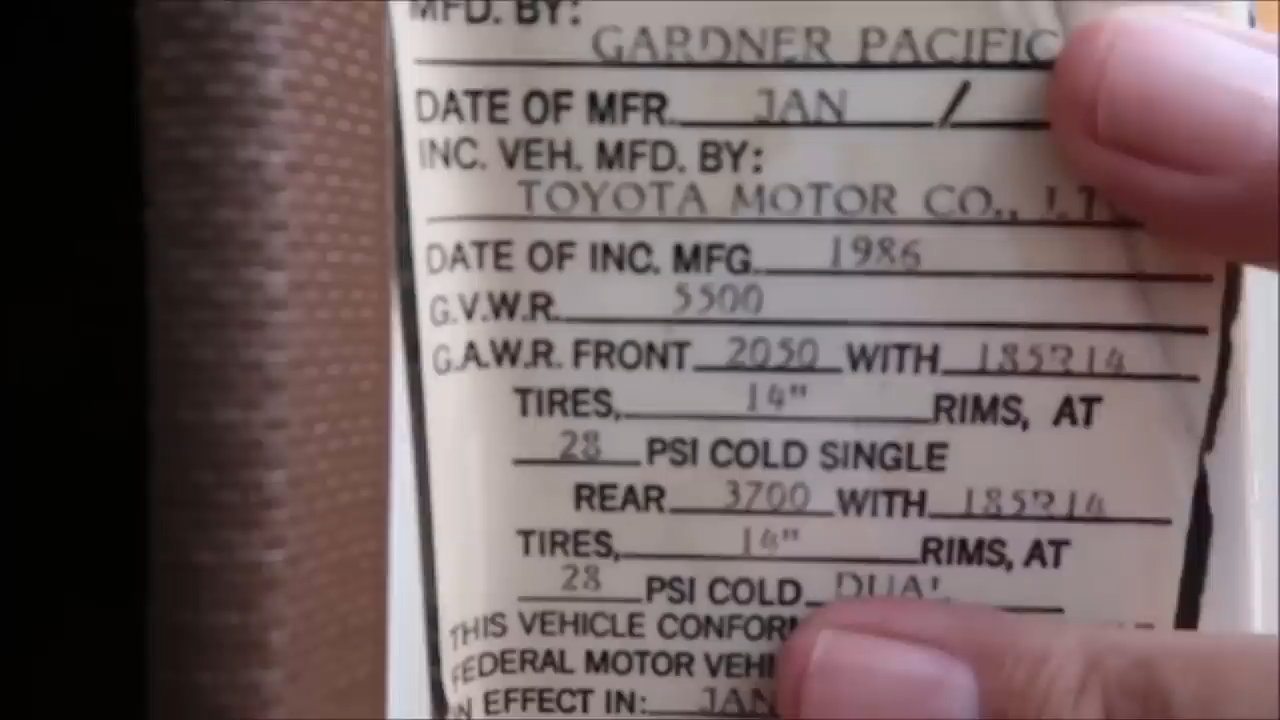 MFD. BY:
GARDNER PACIFIC
DATE OF MFR. JAN /
INC. VEH. MFD. BY:
TOYOTA MOTOR CO.,
DATE OF INC. MFG. 1986
G.V.W.R. 5500
G.A.W.R. FRONT 2050 WITH 185R14
TIRES, 14" RIMS, AT
28 PSI COLD SINGLE
REAR 3700 WITH 185R14
TIRES, 14" RIMS, AT
28 PSI COLD DUAL
THIS VEHICLE CONFORM
FEDERAL MOTOR VEHI
IN EFFECT IN: JAN